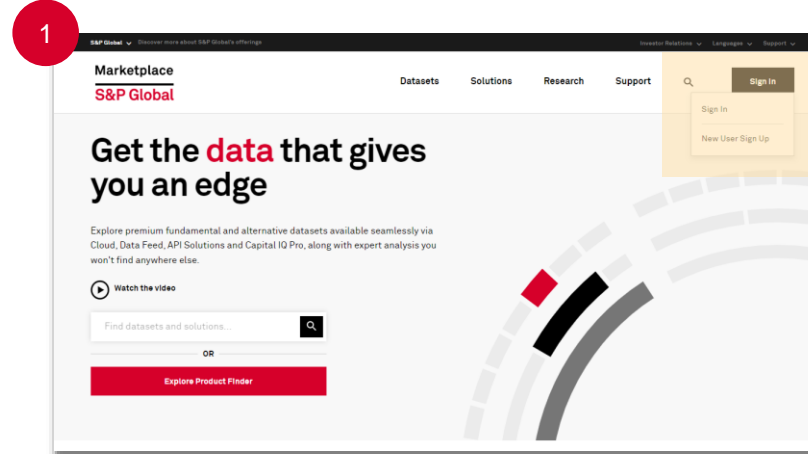 1
S&P Global Discover more about S&P Global's offerings
Investor Relations Languages Support
Marketplace
S&P Global
Datasets Solutions Research Support Sign In
Sign In
New User Sign Up
Get the data that gives
you an edge
Explore premium fundamental and alternative datasets available seamlessly via
Cloud, Data Feed, API Solutions and Capital IQ Pro, along with expert analysis you
won't find anywhere else.
Watch the video
Find datasets and solutions...
OR
Explore Product Finder